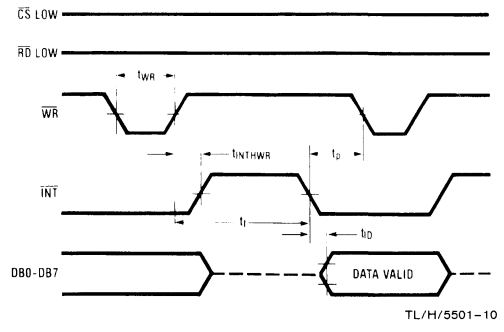 CS LOW
RD LOW
tWR
WR
tINTHWR
tP
INT
tI
tID
DB0-DB7
DATA VALID
TL/H/5501-10